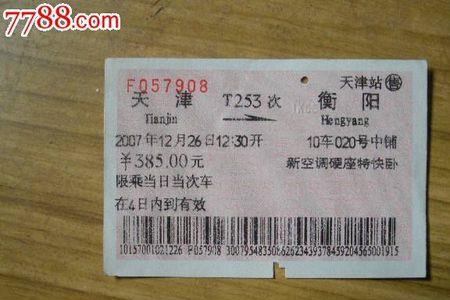 7788.com
F057908
天津站 售
天津 T253次 衡阳
Tianjin Hengyang
2007年12月26日12:30开 10车020号中铺
¥385.00元 新空调硬座特快卧
限乘当日当次车
在4日内到有效